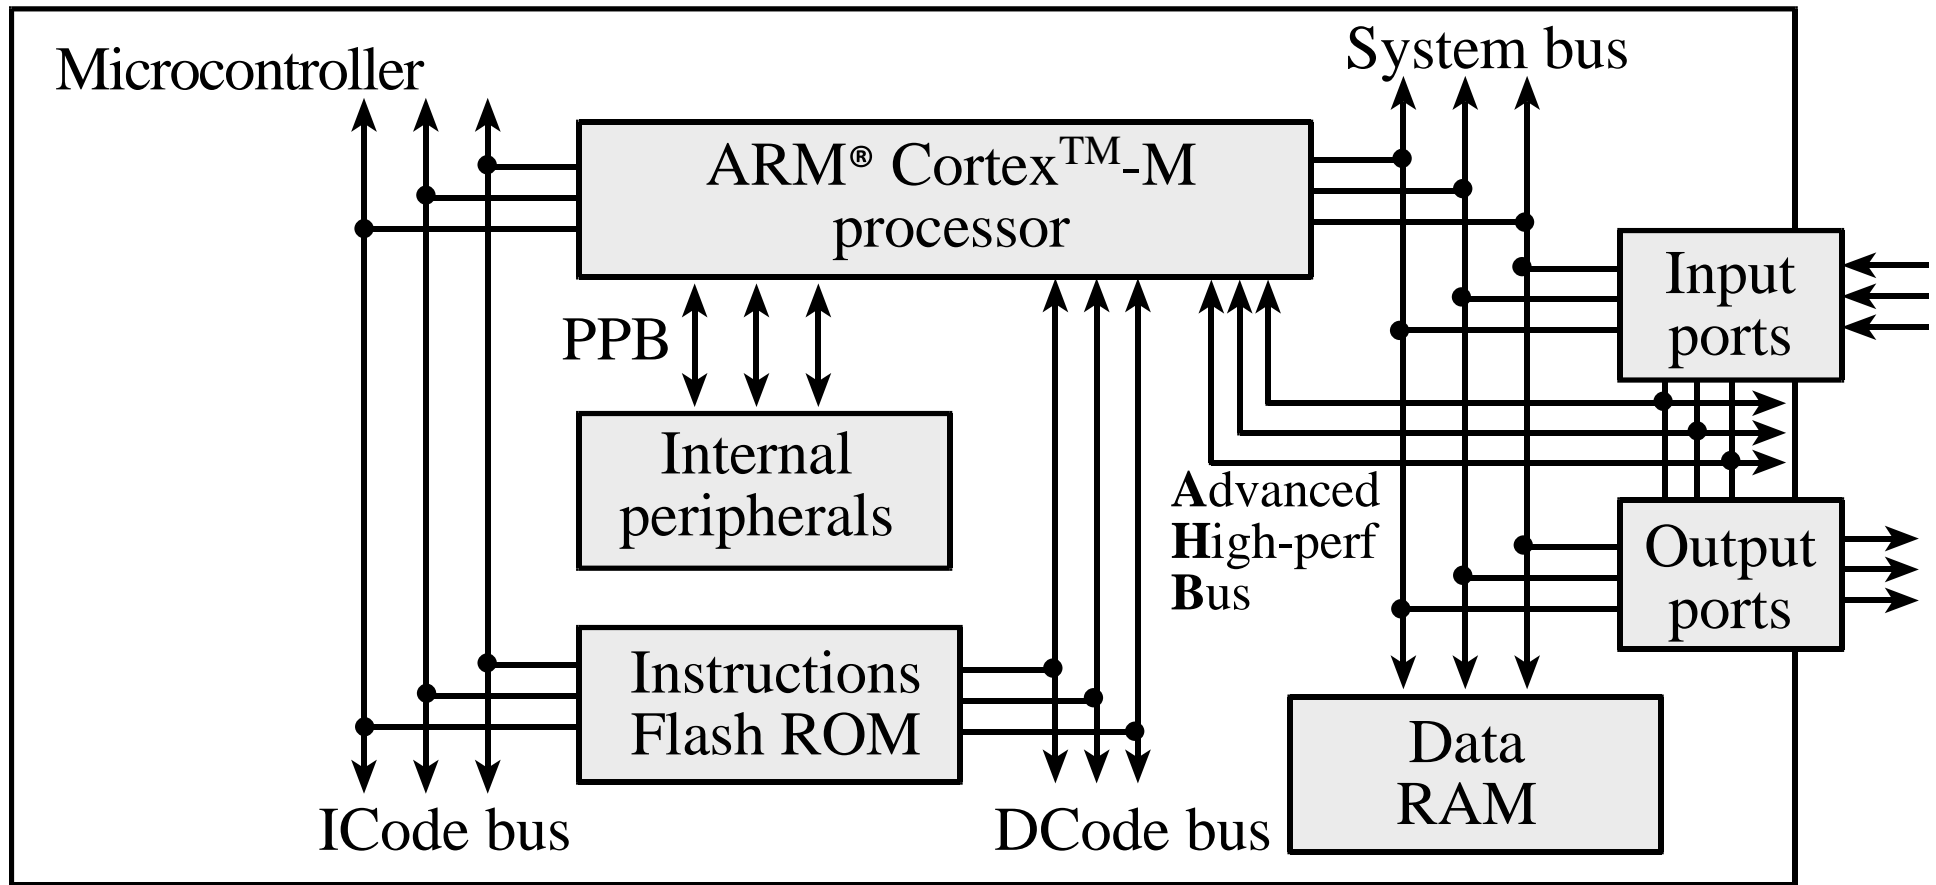 Microcontroller
System bus
ARM® Cortex™-M
processor
Input
ports
PPB
Internal
peripherals
Advanced
High-perf
Bus
Output
ports
Instructions
Flash ROM
Data
RAM
ICode bus
DCode bus